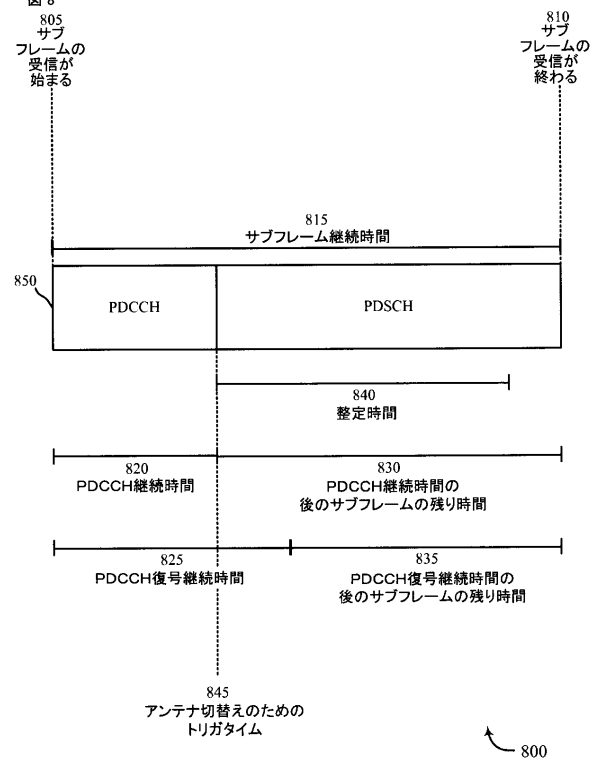 図8
805
サブ
フレームの
受信が
始まる
810
サブ
フレームの
受信が
終わる
815
サブフレーム継続時間
850
PDCCH
PDSCH
840
整定時間
820
PDCCH継続時間
830
PDCCH継続時間の
後のサブフレームの残り時間
825
PDCCH復号継続時間
835
PDCCH復号継続時間の
後のサブフレームの残り時間
845
アンテナ切替えのための
トリガタイム
800